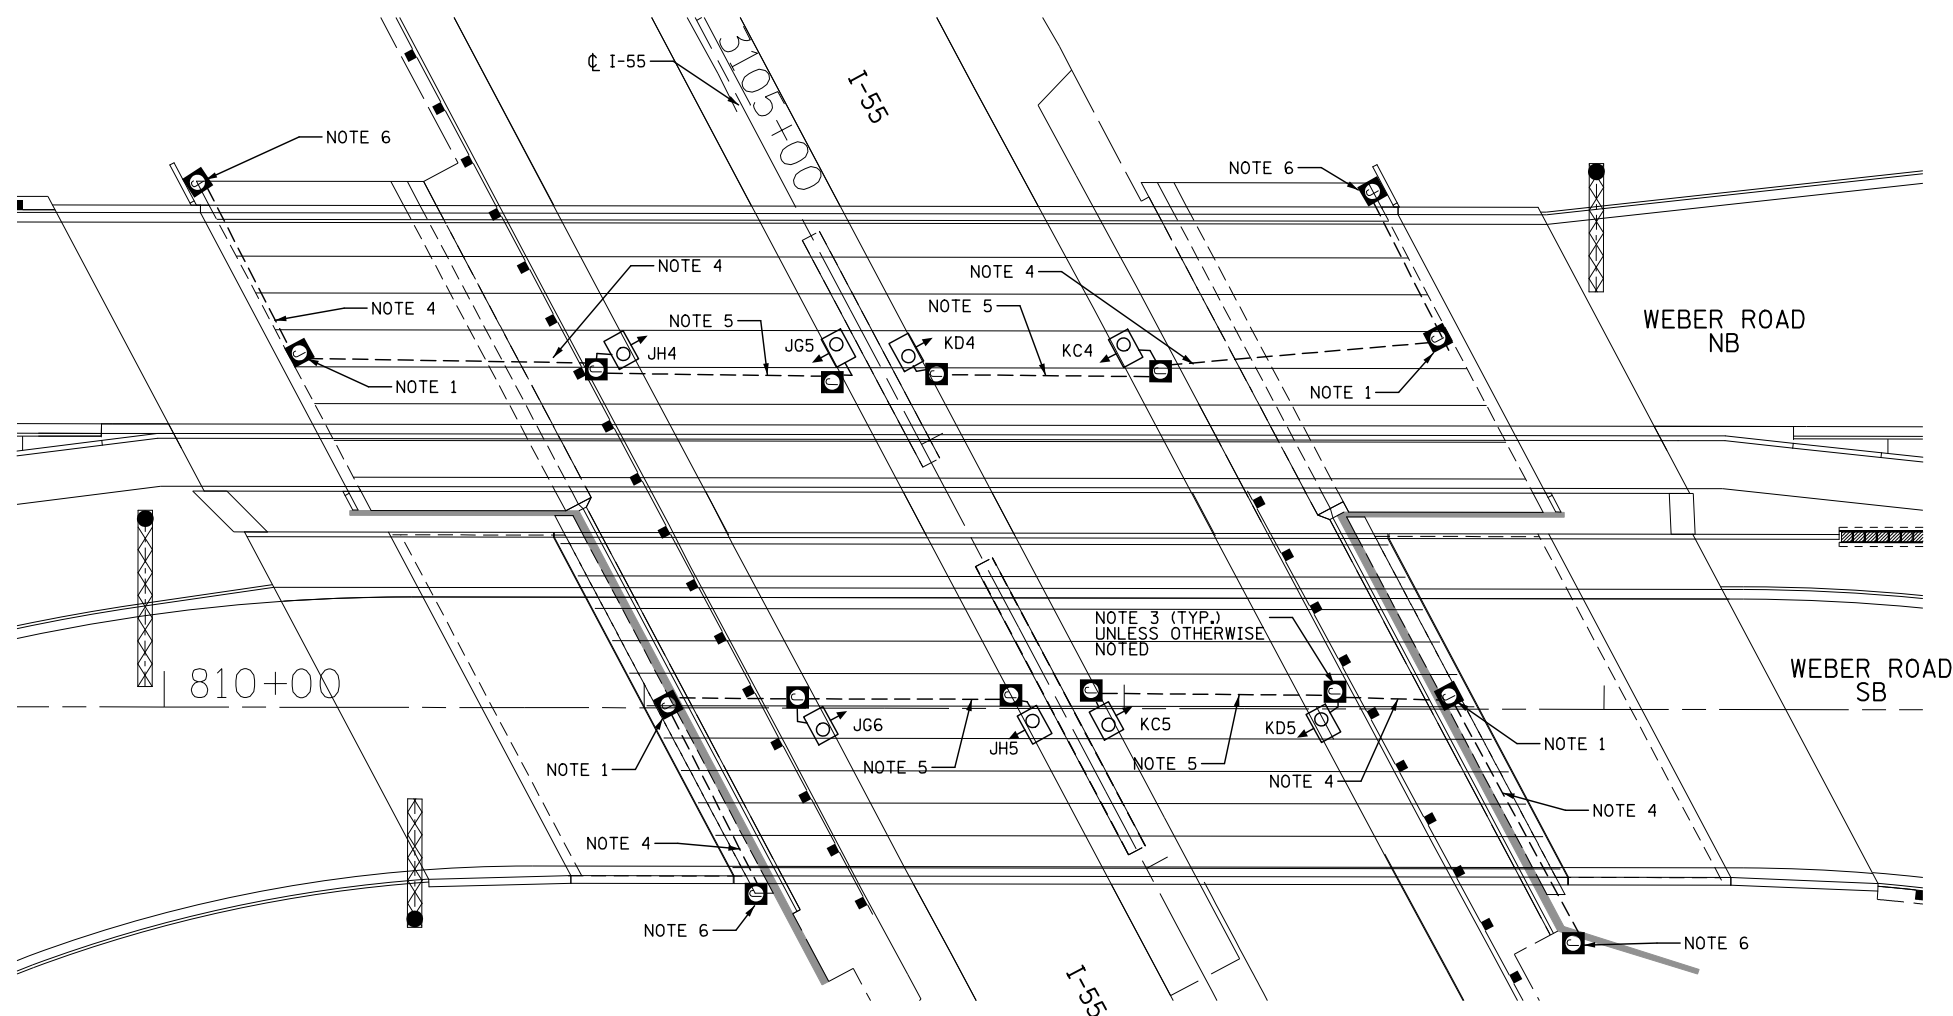 ℄ I-55
3105+00
I-55
NOTE 6
NOTE 6
NOTE 4
NOTE 4
NOTE 4
NOTE 5
NOTE 5
WEBER ROAD
NB
JH4
JG5
KD4
KC4
NOTE 1
NOTE 1
NOTE 3 (TYP.)
UNLESS OTHERWISE
NOTED
810+00
WEBER ROAD
SB
JG6
JH5
KC5
KD5
NOTE 1
NOTE 5
NOTE 5
NOTE 4
NOTE 1
NOTE 4
NOTE 4
NOTE 6
NOTE 6
I-55